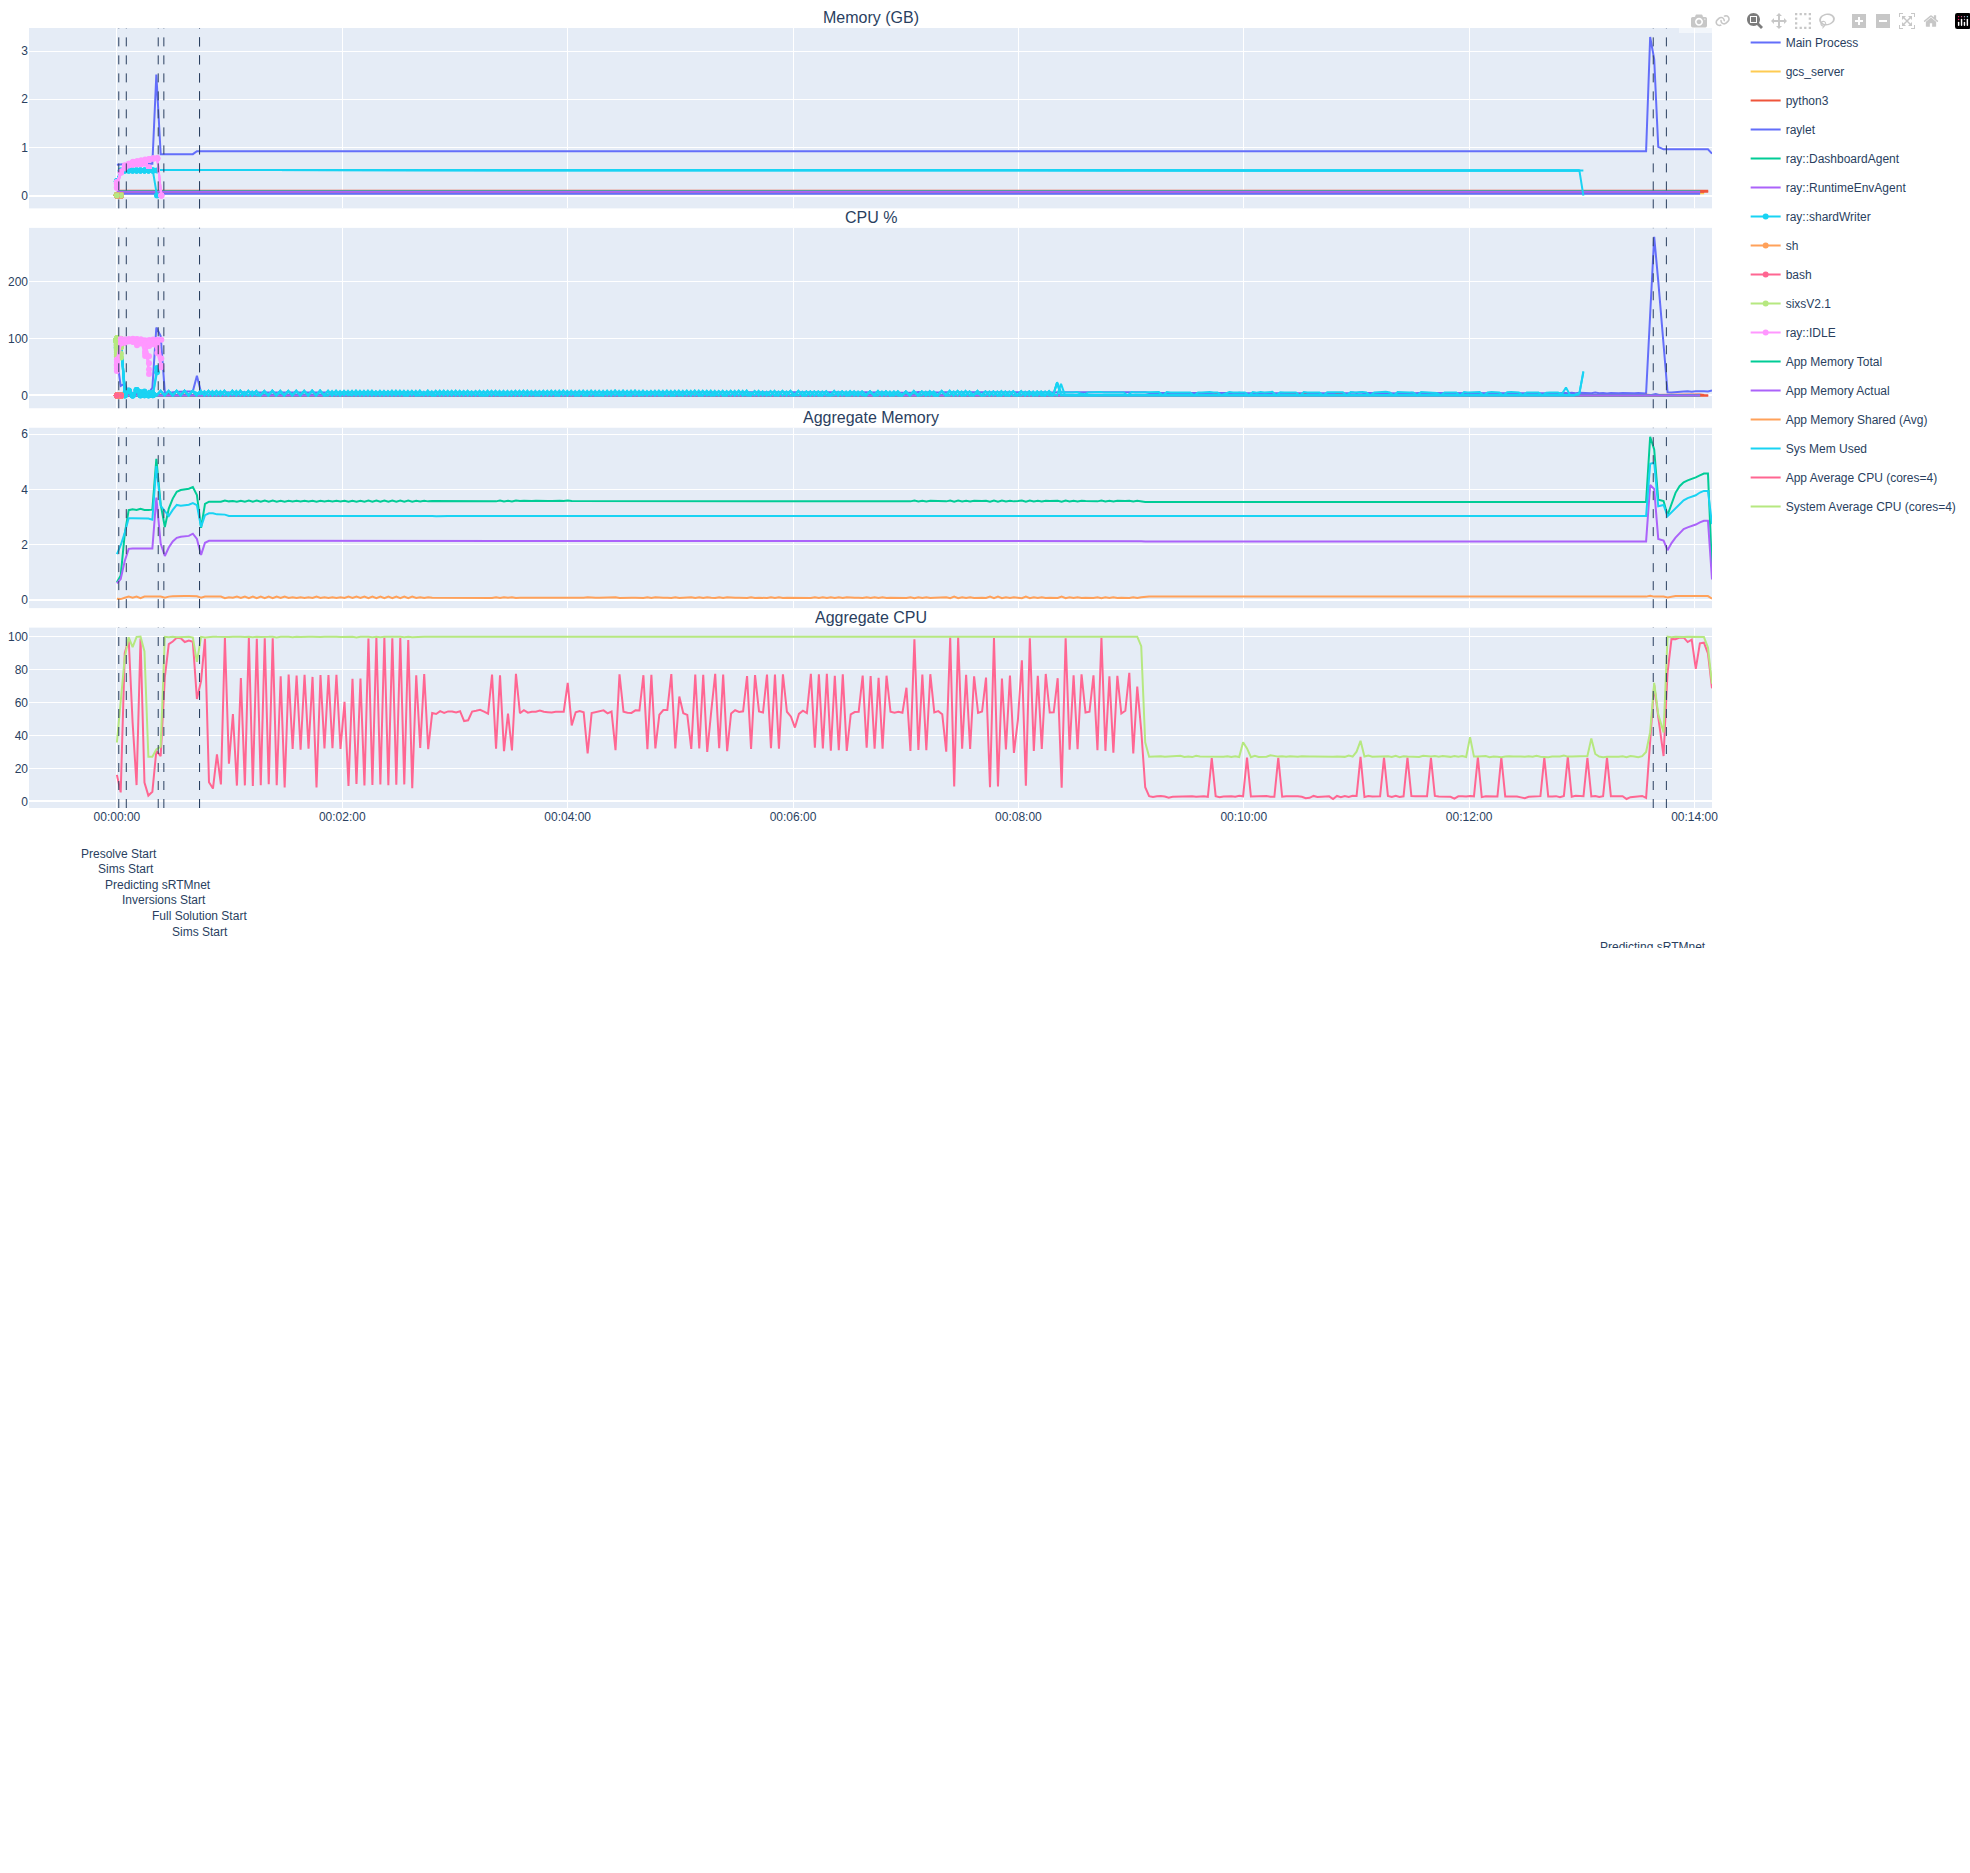 Memory (GB)
3
2
1
0
CPU %
200
100
0
Aggregate Memory
6
4
2
0
Aggregate CPU
100
80
60
40
20
0
00:00:00 00:02:00 00:04:00 00:06:00 00:08:00 00:10:00 00:12:00 00:14:00
Presolve Start
Sims Start
Predicting sRTMnet
Inversions Start
Full Solution Start
Sims Start
Predicting sRTMnet
Main Process
gcs_server
python3
raylet
ray::DashboardAgent
ray::RuntimeEnvAgent
ray::shardWriter
sh
bash
sixsV2.1
ray::IDLE
App Memory Total
App Memory Actual
App Memory Shared (Avg)
Sys Mem Used
App Average CPU (cores=4)
System Average CPU (cores=4)